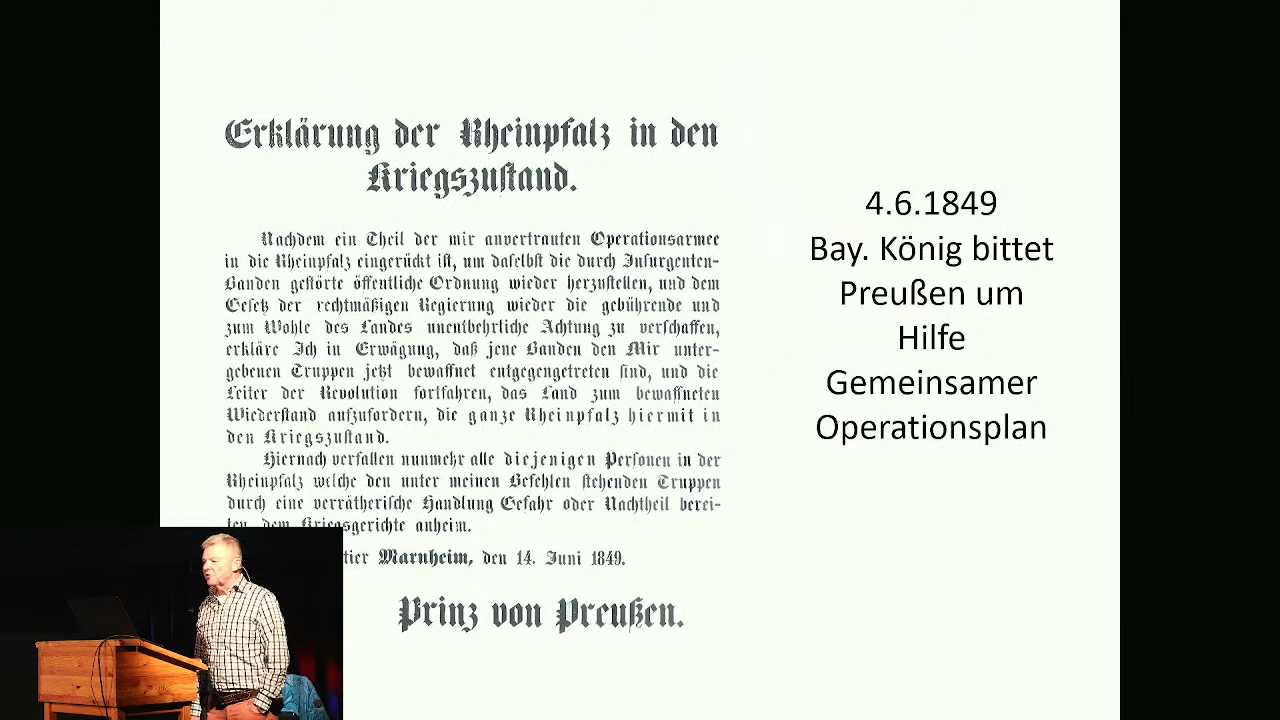 Erklärung der Rheinpfalz in den
Kriegszustand.
Nachdem ein Theil der mir anvertrauten Operationsarmee
in die Rheinpfalz eingerückt ist, um daselbst die durch Insurgenten-
Banden gestörte öffentliche Ordnung wieder herzustellen, und dem
Gesetz der rechtmäßigen Regierung wieder die gebührende und
zum Wohle des Landes unentbehrliche Achtung zu verschaffen,
erkläre Ich in Erwägung, daß jene Banden den Mir unter-
gebenen Truppen jetzt bewaffnet entgegengetreten sind, und die
Leiter der Revolution fortfahren, das Land zum bewaffneten
Wiederstand aufzufordern, die ganze Rheinpfalz hiermit in
den Kriegszustand.
Hiernach verfallen nunmehr alle diejenigen Personen in der
Rheinpfalz welche den unter meinen Befehlen stehenden Truppen
durch eine verrätherische Handlung Gefahr oder Nachtheil berei-
ten, dem Kriegsgerichte anheim.
tier Marnheim, den 14. Juni 1849.
Prinz von Preußen.
4.6.1849
Bay. König bittet
Preußen um
Hilfe
Gemeinsamer
Operationsplan